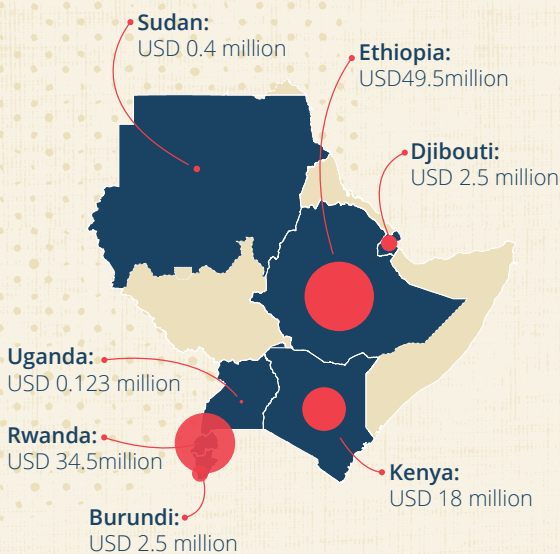 Sudan:
USD 0.4 million
Ethiopia:
USD49.5million
Djibouti:
USD 2.5 million
Uganda:
USD 0.123 million
Rwanda:
USD 34.5million
Kenya:
USD 18 million
Burundi:
USD 2.5 million